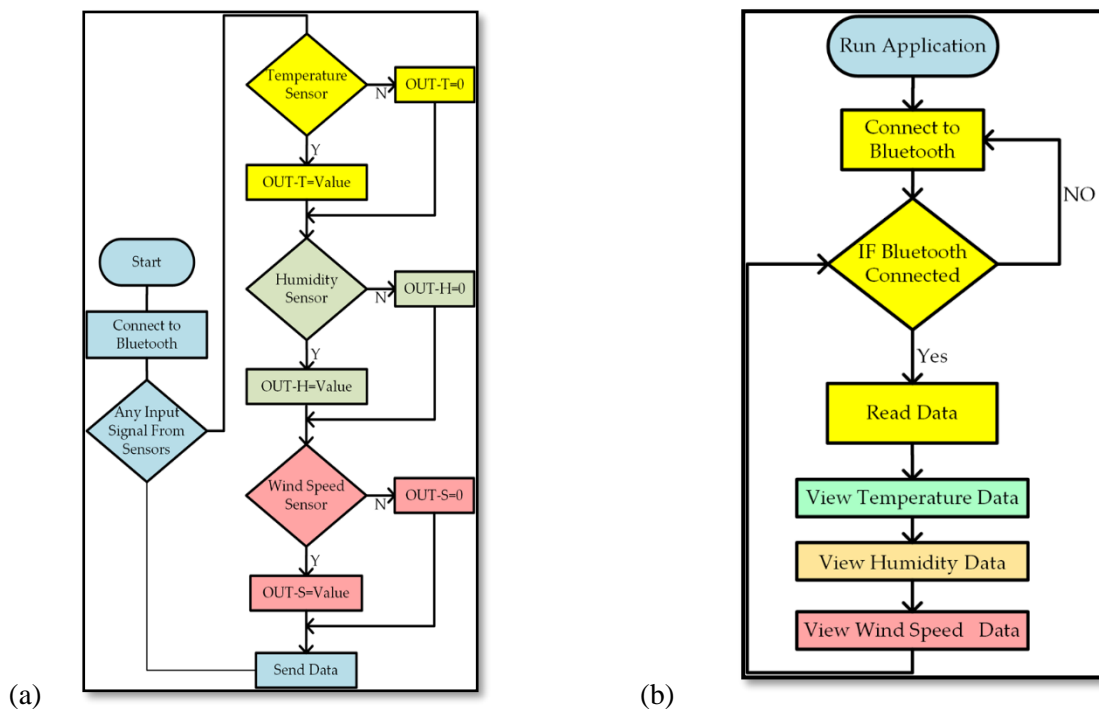 Start
Connect to
Bluetooth
Any Input
Signal From
Sensors
Temperature
Sensor
N
OUT-T=0
Y
OUT-T=Value
Humidity
Sensor
N
OUT-H=0
Y
OUT-H=Value
Wind Speed
Sensor
N
OUT-S=0
Y
OUT-S=Value
Send Data
(a)
Run Application
Connect to
Bluetooth
NO
IF Bluetooth
Connected
Yes
Read Data
View Temperature Data
View Humidity Data
View Wind Speed Data
(b)